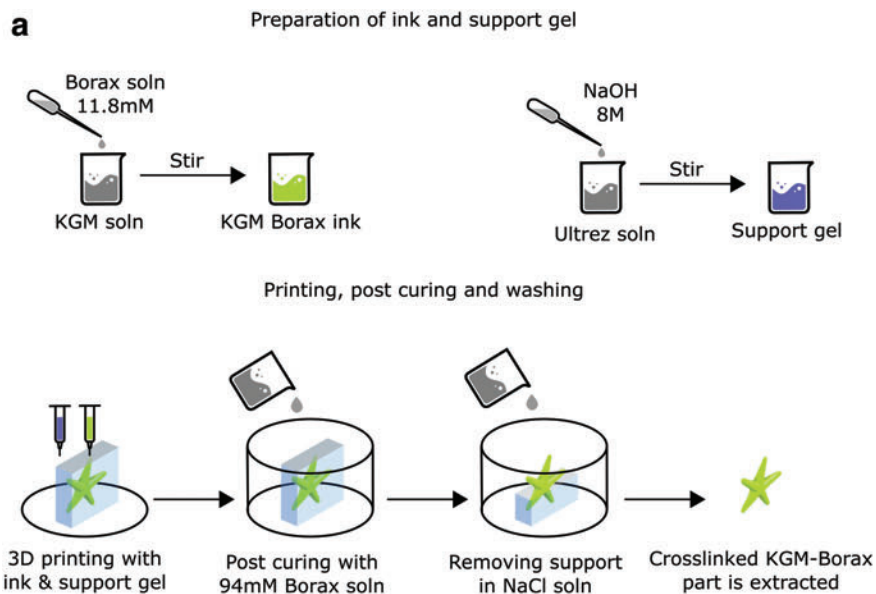 a
Preparation of ink and support gel
Borax soln
11.8mM
Stir
KGM soln
KGM Borax ink
NaOH
8M
Stir
Ultrez soln
Support gel
Printing, post curing and washing
3D printing with
ink & support gel
Post curing with
94mM Borax soln
Removing support
in NaCl soln
Crosslinked KGM-Borax
part is extracted